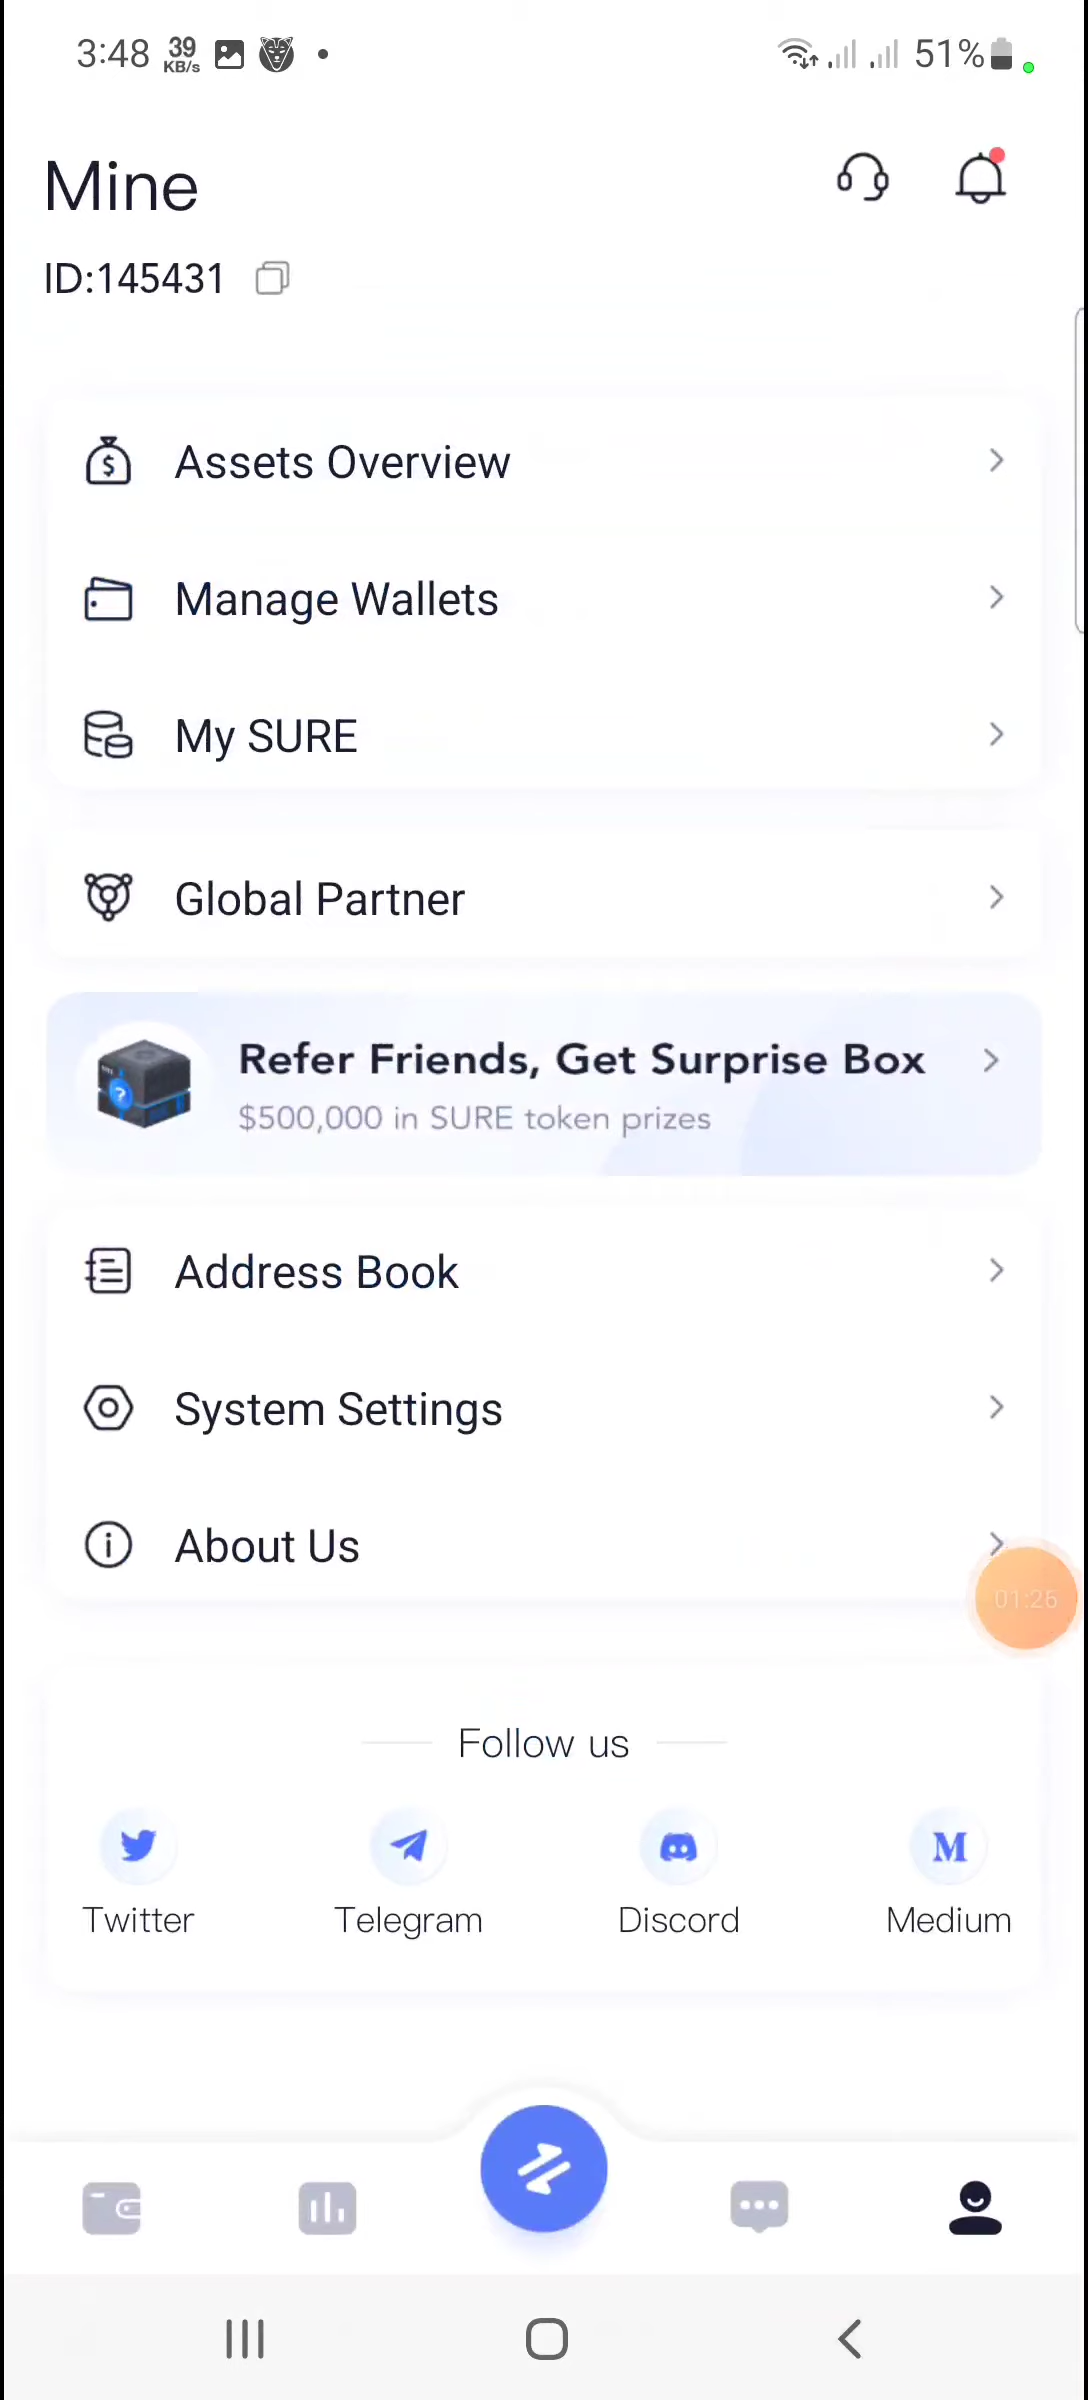 3:48 39 KB/s 51%
Mine
ID:145431
Assets Overview
Manage Wallets
My SURE
Global Partner
Refer Friends, Get Surprise Box
$500,000 in SURE token prizes
Address Book
System Settings
About Us
01:26
Follow us
Twitter Telegram Discord Medium